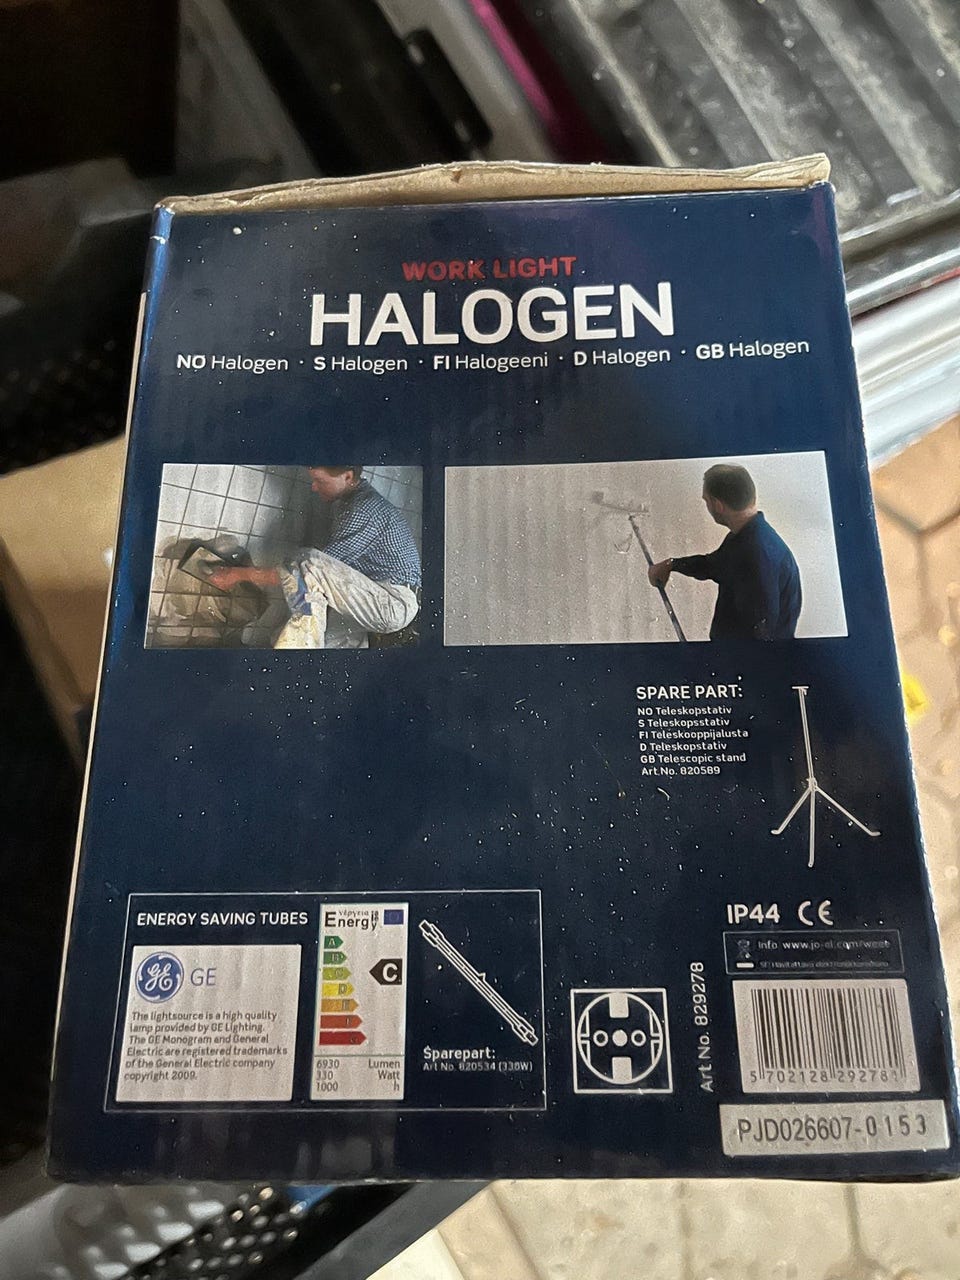 WORK LIGHT
HALOGEN
NO Halogen · S Halogen · FI Halogeeni · D Halogen · GB Halogen
SPARE PART:
NO Teleskopstativ
S Teleskopsstativ
FI Teleskooppijalusta
D Teleskopstativ
GB Telescopic stand
Art.No. 820589
ENERGY SAVING TUBES
GE GE
The lightsource is a high quality
lamp provided by GE Lighting.
The GE Monogram and General
Electric are registered trademarks
of the General Electric company
copyright 2009.
Energy
A
B
C
D
E
F
G
C
6930 Lumen
330 Watt
1000 h
Sparepart:
Art No. 820534 (330W)
IP44 CE
Info www.jo-el.com/weee
Art No. 829278
5 702128 292783
PJD026607-0153